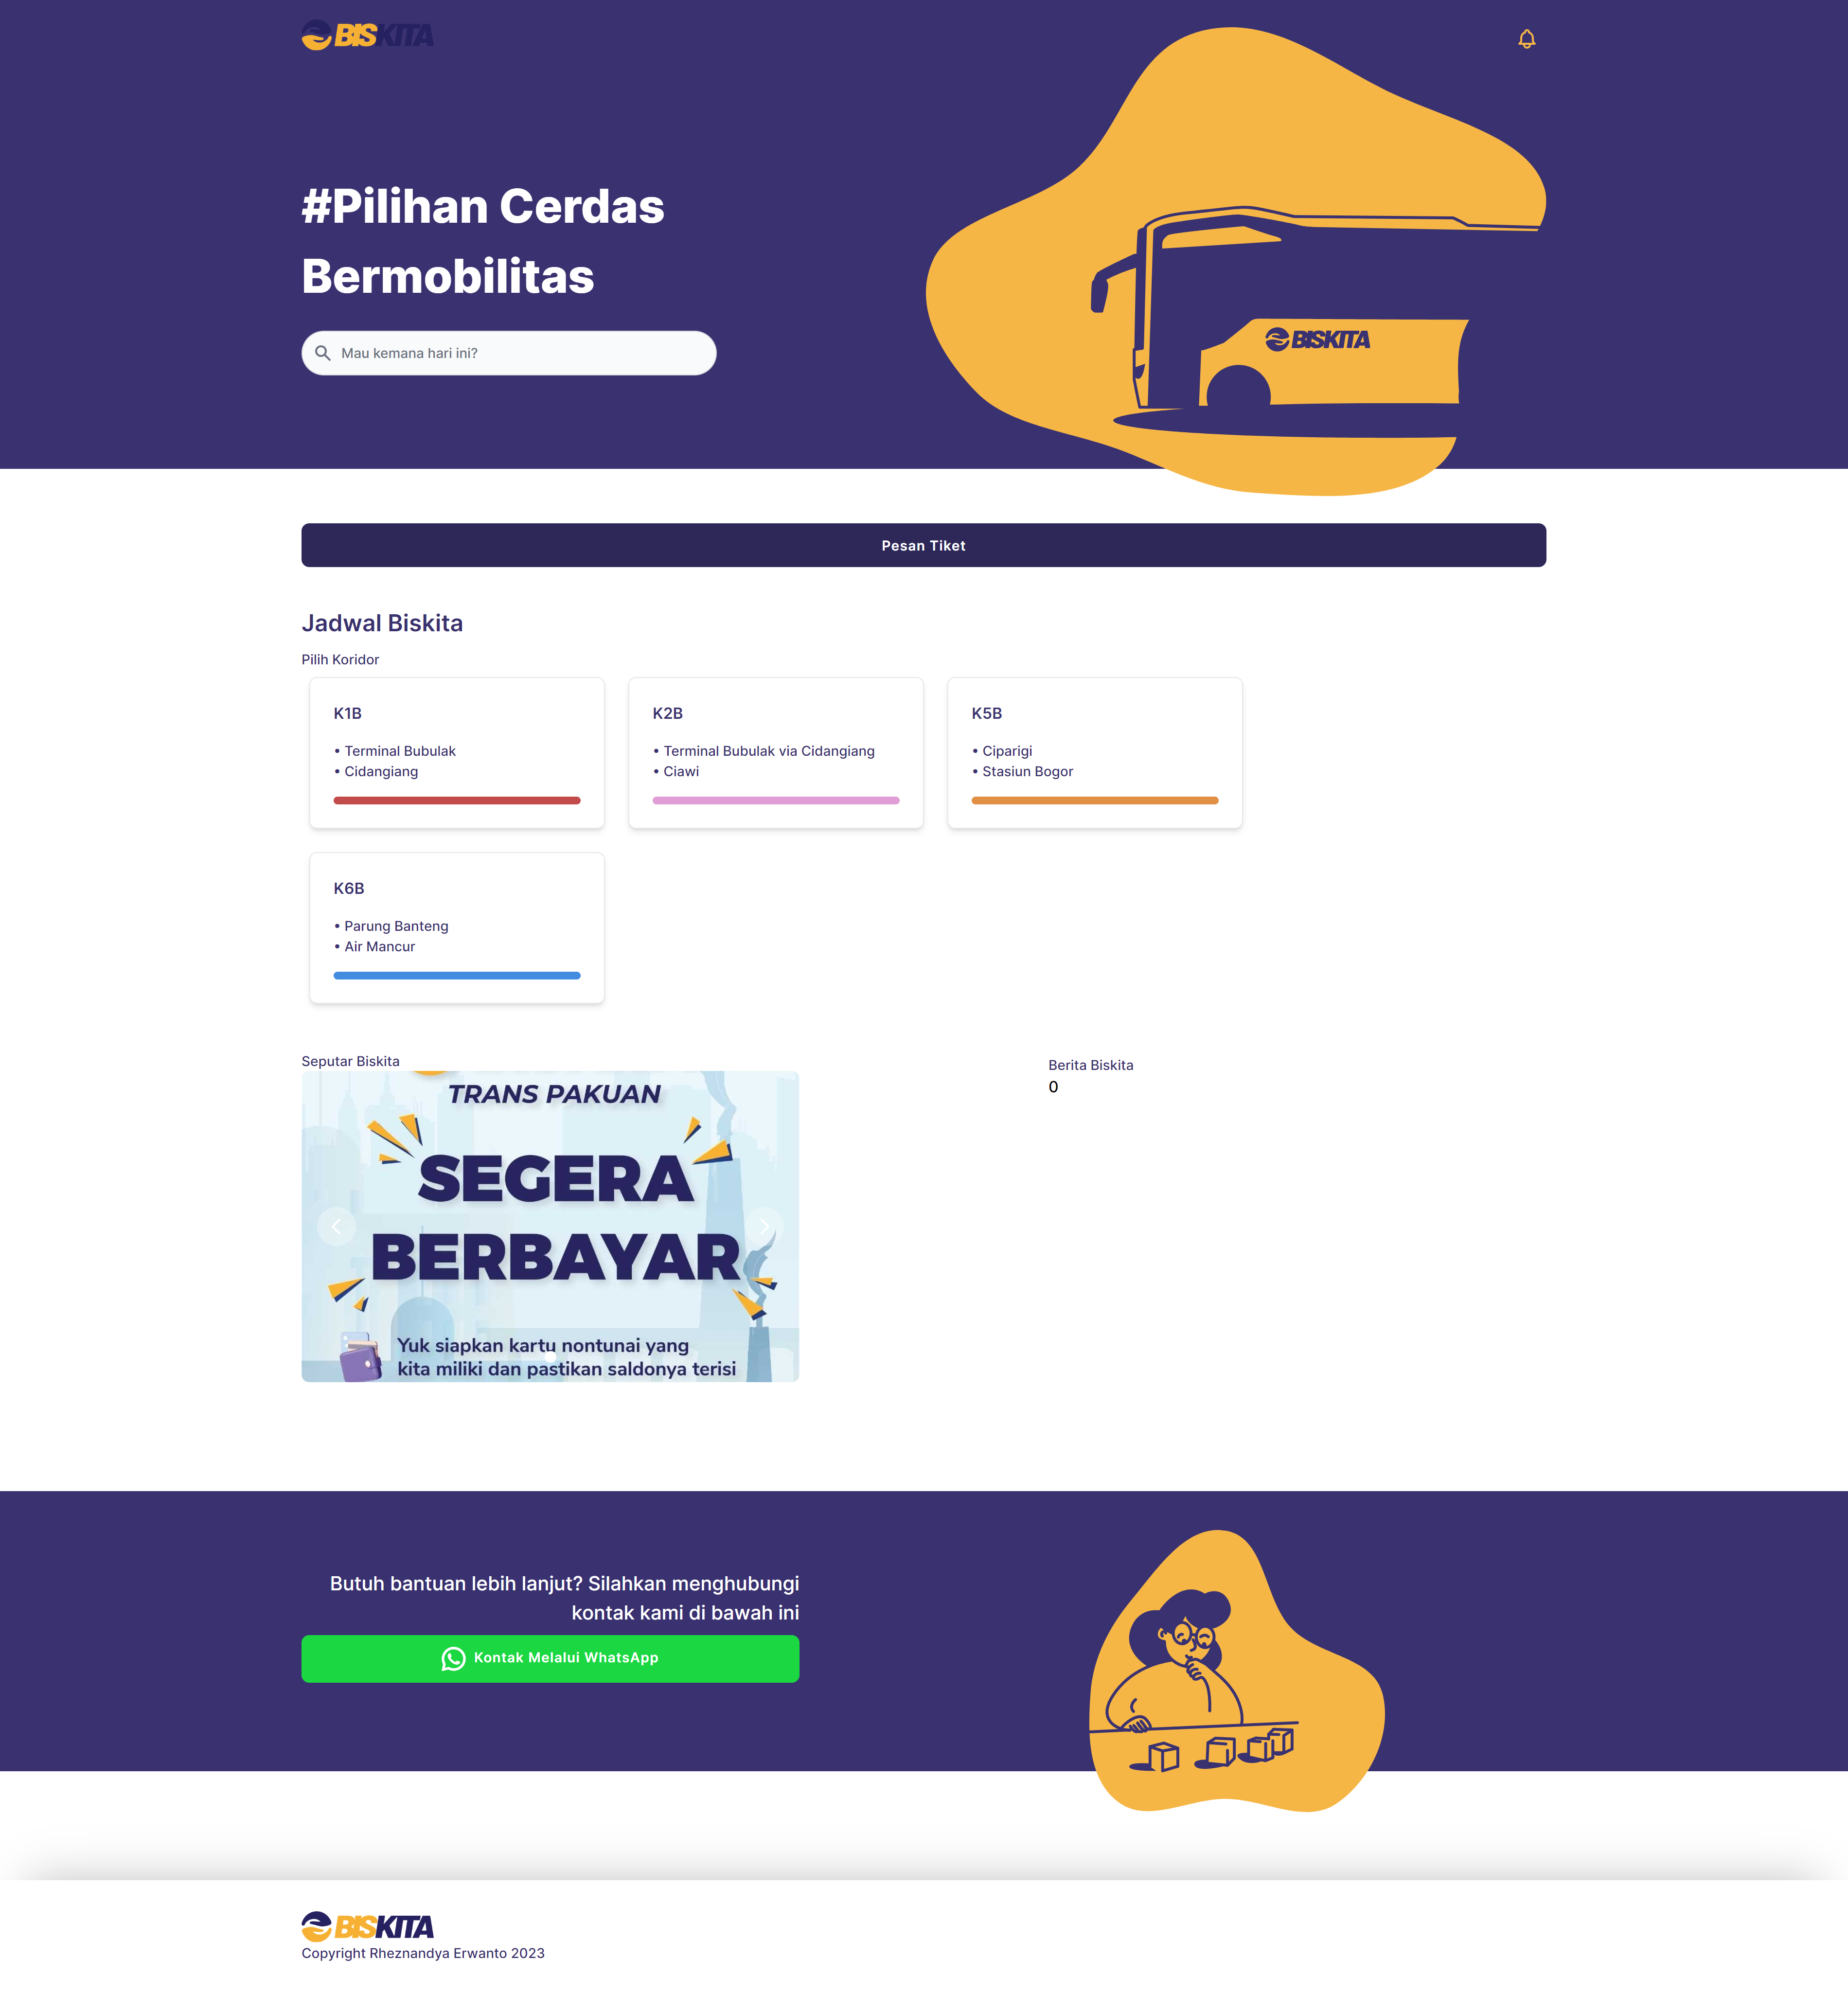 BISKITA
#Pilihan Cerdas
Bermobilitas
Mau kemana hari ini?
BISKITA
Pesan Tiket
Jadwal Biskita
Pilih Koridor
K1B
• Terminal Bubulak
• Cidangiang
K2B
• Terminal Bubulak via Cidangiang
• Ciawi
K5B
• Ciparigi
• Stasiun Bogor
K6B
• Parung Banteng
• Air Mancur
Seputar Biskita
TRANS PAKUAN
SEGERA
BERBAYAR
Yuk siapkan kartu nontunai yang
kita miliki dan pastikan saldonya terisi
Berita Biskita
0
Butuh bantuan lebih lanjut? Silahkan menghubungi
kontak kami di bawah ini
Kontak Melalui WhatsApp
BISKITA
Copyright Rheznandya Erwanto 2023